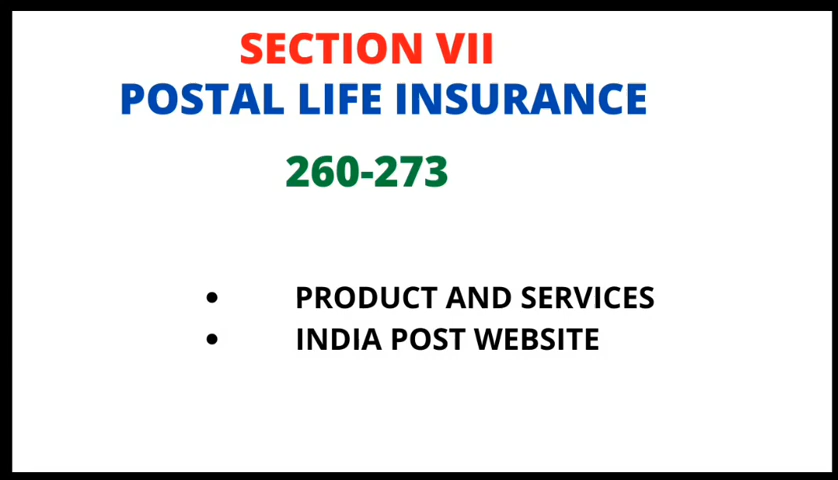 SECTION VII
POSTAL LIFE INSURANCE
260-273
• PRODUCT AND SERVICES
• INDIA POST WEBSITE